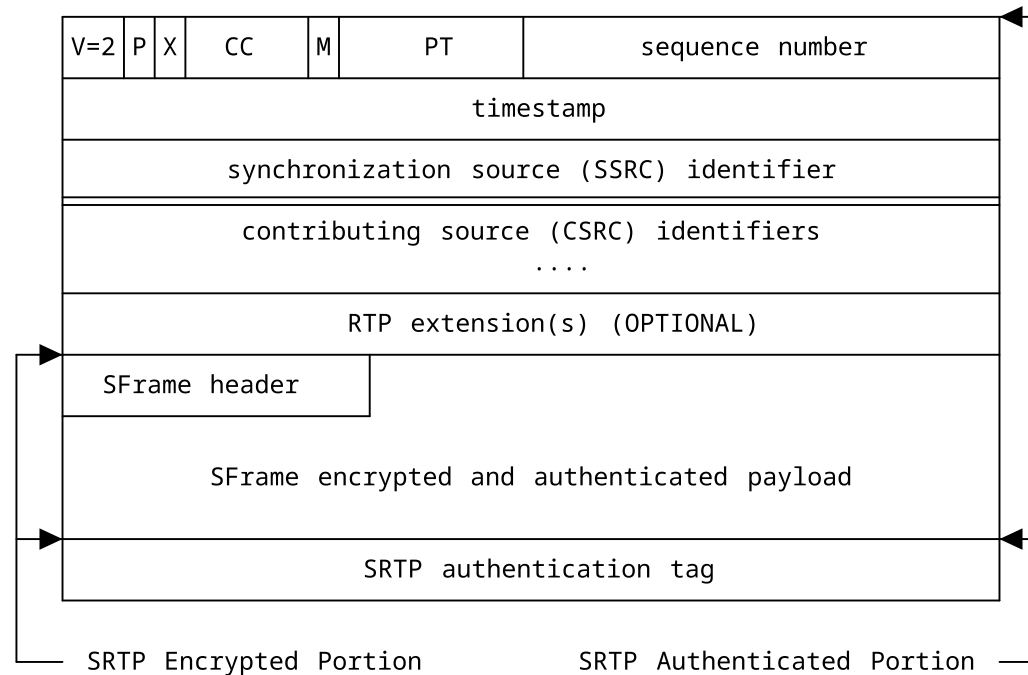 V=2 P X CC M PT sequence number
timestamp
synchronization source (SSRC) identifier
contributing source (CSRC) identifiers
....
RTP extension(s) (OPTIONAL)
SFrame header
SFrame encrypted and authenticated payload
SRTP authentication tag
SRTP Encrypted Portion SRTP Authenticated Portion